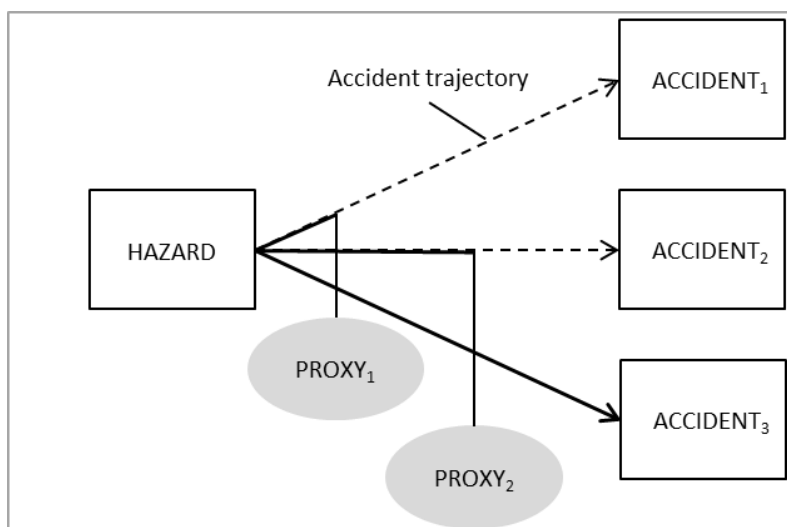 Accident trajectory
ACCIDENT₁
HAZARD
ACCIDENT₂
PROXY₁
ACCIDENT₃
PROXY₂